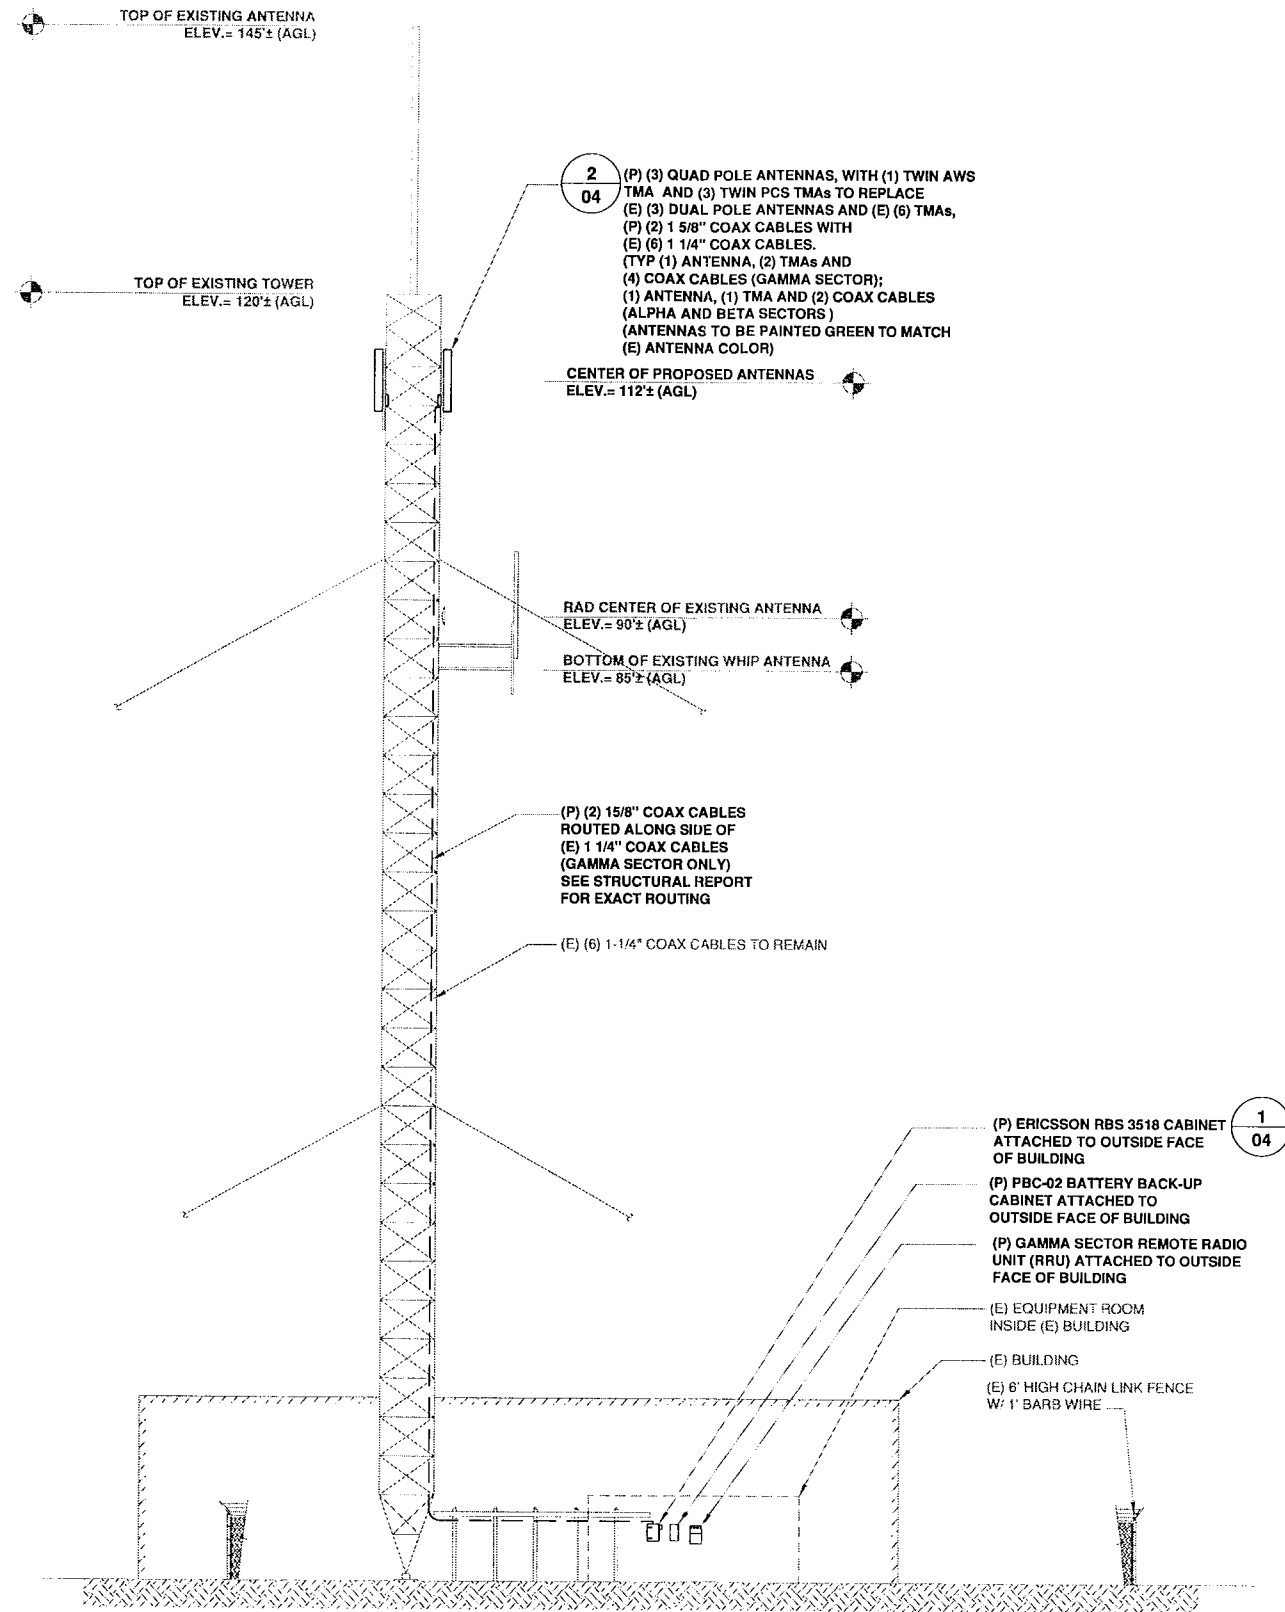 TOP OF EXISTING ANTENNA
ELEV.= 145'± (AGL)
2
04
(P) (3) QUAD POLE ANTENNAS, WITH (1) TWIN AWS
TMA AND (3) TWIN PCS TMAs TO REPLACE
(E) (3) DUAL POLE ANTENNAS AND (E) (6) TMAs,
(P) (2) 1 5/8" COAX CABLES WITH
(E) (6) 1 1/4" COAX CABLES.
(TYP (1) ANTENNA, (2) TMAs AND
(4) COAX CABLES (GAMMA SECTOR);
(1) ANTENNA, (1) TMA AND (2) COAX CABLES
(ALPHA AND BETA SECTORS )
(ANTENNAS TO BE PAINTED GREEN TO MATCH
(E) ANTENNA COLOR)
TOP OF EXISTING TOWER
ELEV.= 120'± (AGL)
CENTER OF PROPOSED ANTENNAS
ELEV.= 112'± (AGL)
RAD CENTER OF EXISTING ANTENNA
ELEV.= 90'± (AGL)
BOTTOM OF EXISTING WHIP ANTENNA
ELEV.= 85'± (AGL)
(P) (2) 15/8" COAX CABLES
ROUTED ALONG SIDE OF
(E) 1 1/4" COAX CABLES
(GAMMA SECTOR ONLY)
SEE STRUCTURAL REPORT
FOR EXACT ROUTING
(E) (6) 1-1/4" COAX CABLES TO REMAIN
(P) ERICSSON RBS 3518 CABINET
ATTACHED TO OUTSIDE FACE
OF BUILDING
1
04
(P) PBC-02 BATTERY BACK-UP
CABINET ATTACHED TO
OUTSIDE FACE OF BUILDING
(P) GAMMA SECTOR REMOTE RADIO
UNIT (RRU) ATTACHED TO OUTSIDE
FACE OF BUILDING
(E) EQUIPMENT ROOM
INSIDE (E) BUILDING
(E) BUILDING
(E) 6' HIGH CHAIN LINK FENCE
W/ 1' BARB WIRE